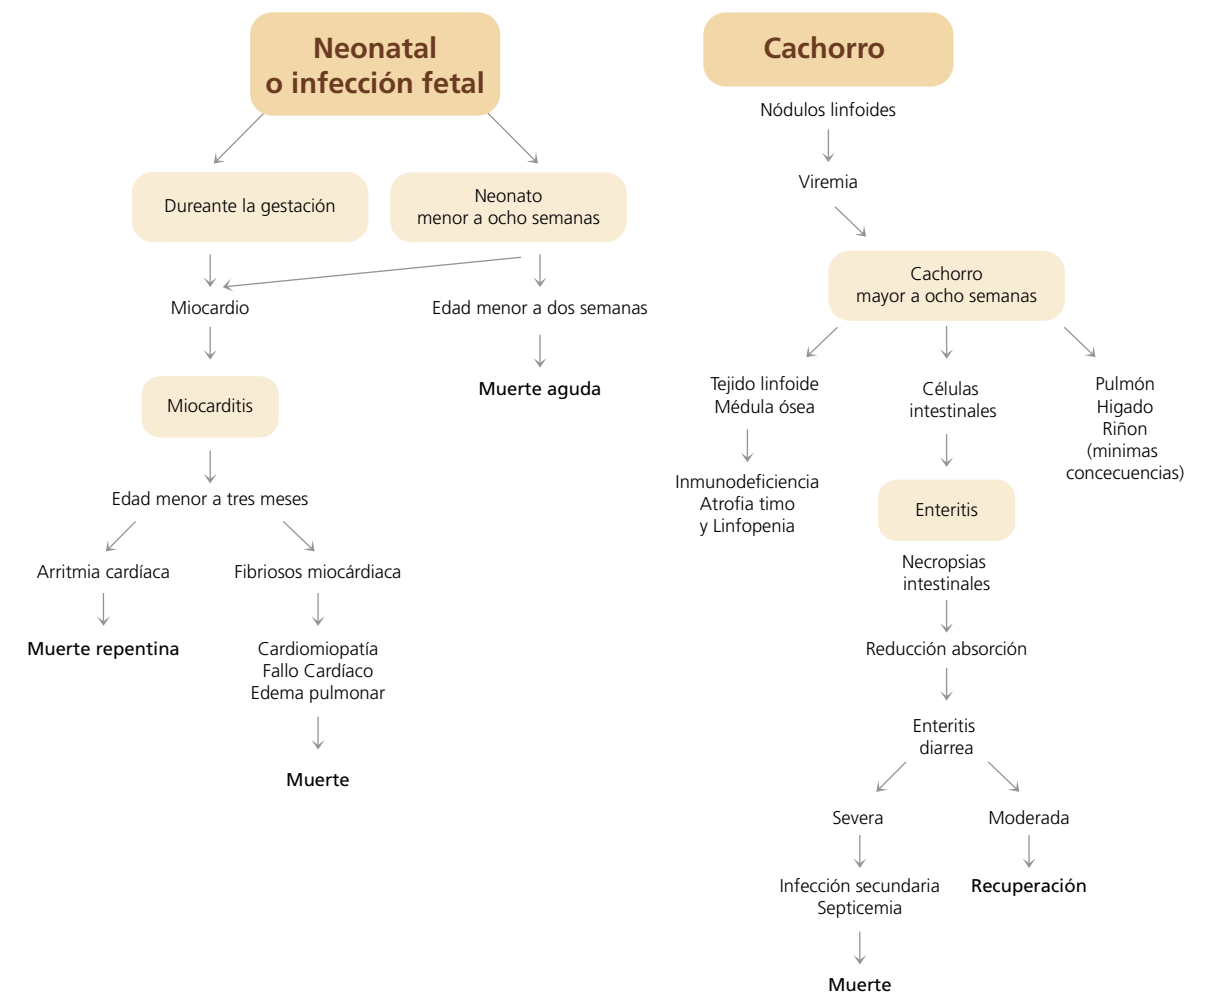 Neonatal
o infección fetal
Dureante la gestación
Neonato
menor a ocho semanas
Miocardio
Edad menor a dos semanas
Muerte aguda
Miocarditis
Edad menor a tres meses
Arritmia cardíaca
Fibriosos miocárdiaca
Muerte repentina
Cardiomiopatía
Fallo Cardíaco
Edema pulmonar
Muerte
Cachorro
Nódulos linfoides
Viremia
Cachorro
mayor a ocho semanas
Tejido linfoide
Médula ósea
Células
intestinales
Pulmón
Higado
Riñon
(minimas
concecuencias)
Inmunodeficiencia
Atrofia timo
y Linfopenia
Enteritis
Necropsias
intestinales
Reducción absorción
Enteritis
diarrea
Severa
Moderada
Infección secundaria
Septicemia
Recuperación
Muerte